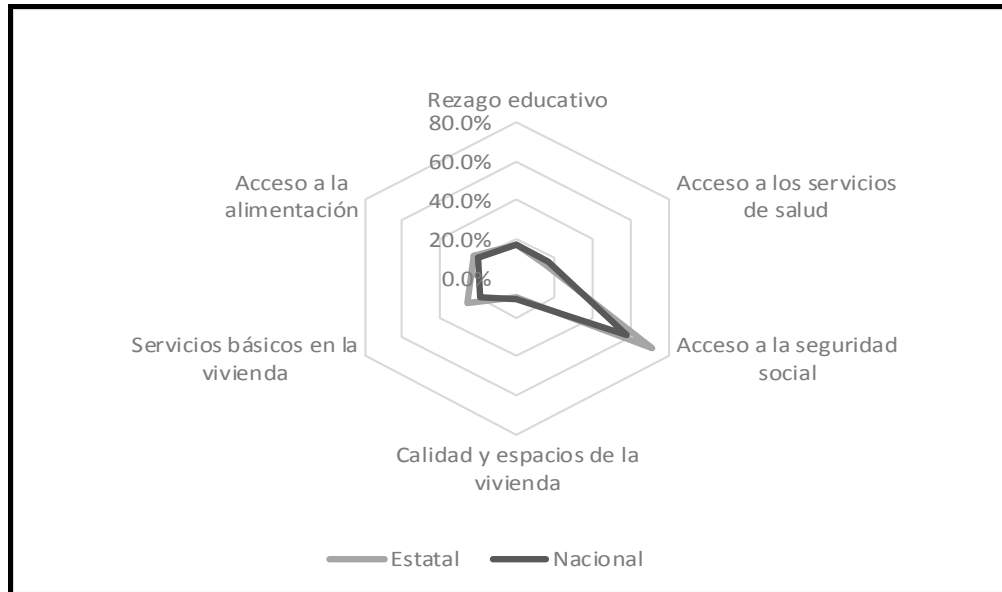 Rezago educativo
80.0%
60.0%
40.0%
20.0%
0.0%
Acceso a los servicios
de salud
Acceso a la seguridad
social
Calidad y espacios de la
vivienda
Servicios básicos en la
vivienda
Acceso a la
alimentación
Estatal
Nacional